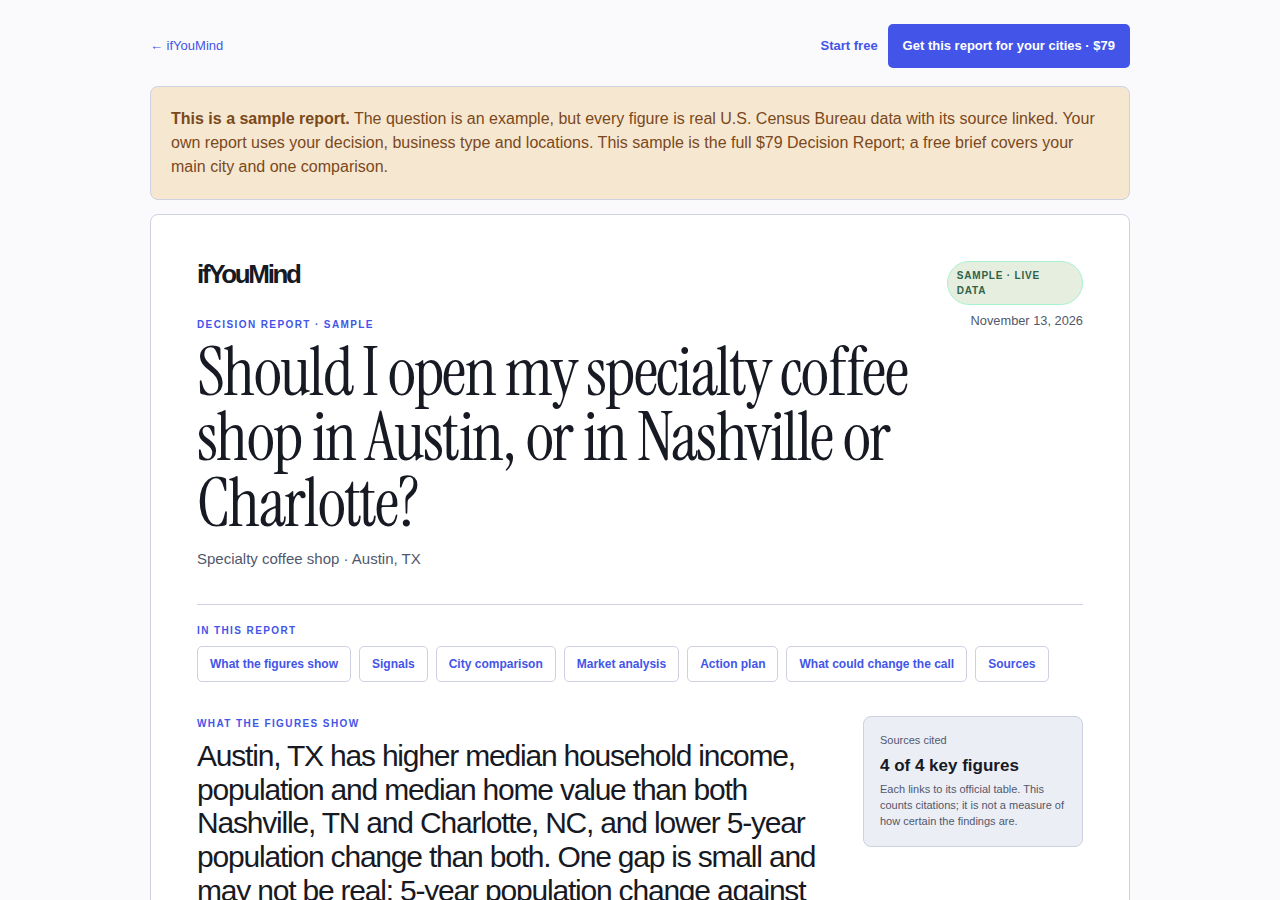 ← ifYouMind
Start free
Get this report for your cities · $79
This is a sample report. The question is an example, but every figure is real U.S. Census Bureau data with its source linked. Your
own report uses your decision, business type and locations. This sample is the full $79 Decision Report; a free brief covers your
main city and one comparison.
ifYouMind
SAMPLE · LIVE
DATA
November 13, 2026
DECISION REPORT · SAMPLE
Should I open my specialty coffee
shop in Austin, or in Nashville or
Charlotte?
Specialty coffee shop · Austin, TX
IN THIS REPORT
What the figures show
Signals
City comparison
Market analysis
Action plan
What could change the call
Sources
WHAT THE FIGURES SHOW
Austin, TX has higher median household income,
population and median home value than both
Nashville, TN and Charlotte, NC, and lower 5-year
population change than both. One gap is small and
may not be real: 5-year population change against
Sources cited
4 of 4 key figures
Each links to its official table. This
counts citations; it is not a measure of
how certain the findings are.